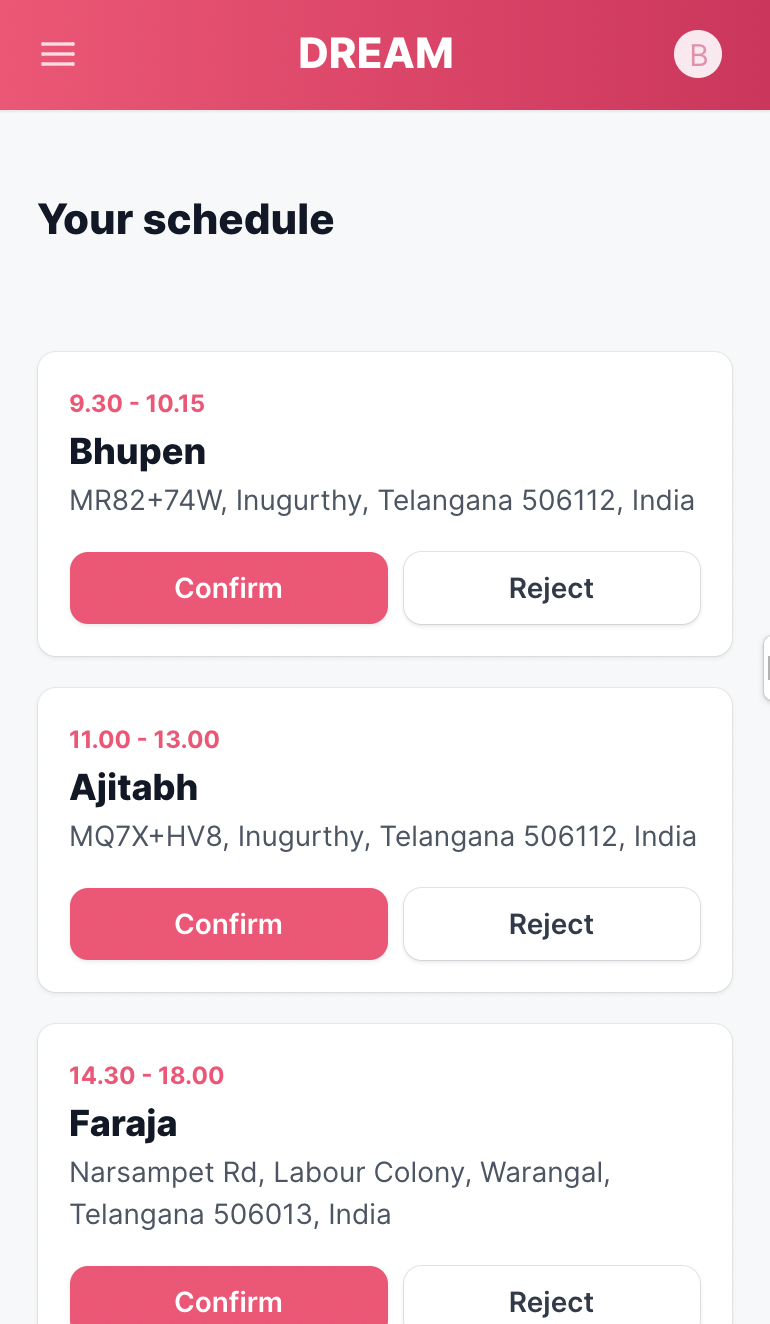 DREAM
B
Your schedule
9.30 - 10.15
Bhupen
MR82+74W, Inugurthy, Telangana 506112, India
Confirm
Reject
11.00 - 13.00
Ajitabh
MQ7X+HV8, Inugurthy, Telangana 506112, India
Confirm
Reject
14.30 - 18.00
Faraja
Narsampet Rd, Labour Colony, Warangal,
Telangana 506013, India
Confirm
Reject